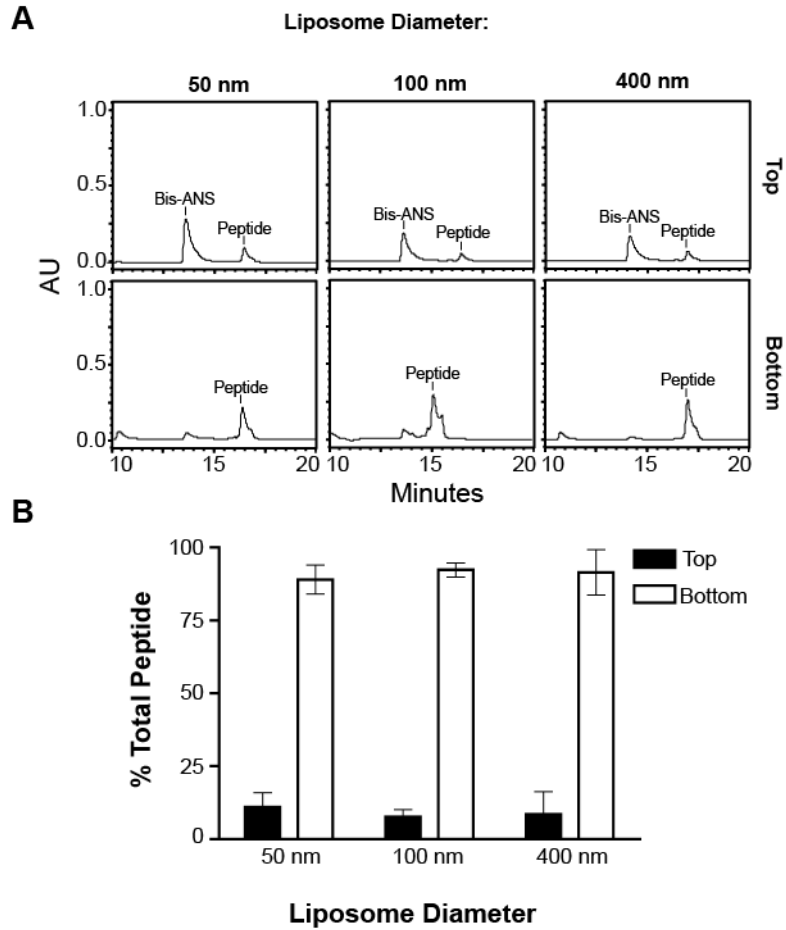 A
Liposome Diameter:
50 nm 100 nm 400 nm
1.0
0.5
0.0
Bis-ANS Peptide
Bis-ANS Peptide
Bis-ANS Peptide
Top
AU
1.0
0.5
0.0
Peptide
Peptide
Peptide
Bottom
10 15 20 10 15 20 10 15 20
Minutes
B
% Total Peptide
100
75
50
25
0
Top
Bottom
50 nm 100 nm 400 nm
Liposome Diameter